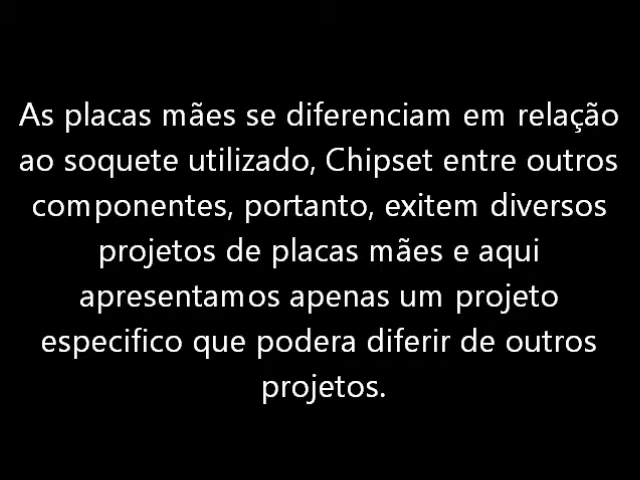 As placas mães se diferenciam em relação
ao soquete utilizado, Chipset entre outros
componentes, portanto, exitem diversos
projetos de placas mães e aqui
apresentamos apenas um projeto
especifico que podera diferir de outros
projetos.